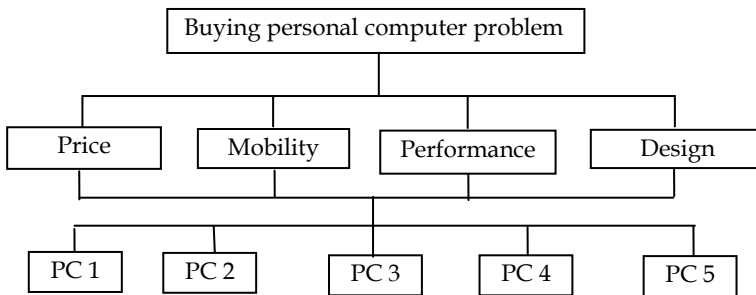 Buying personal computer problem
Price Mobility Performance Design
PC 1 PC 2 PC 3 PC 4 PC 5